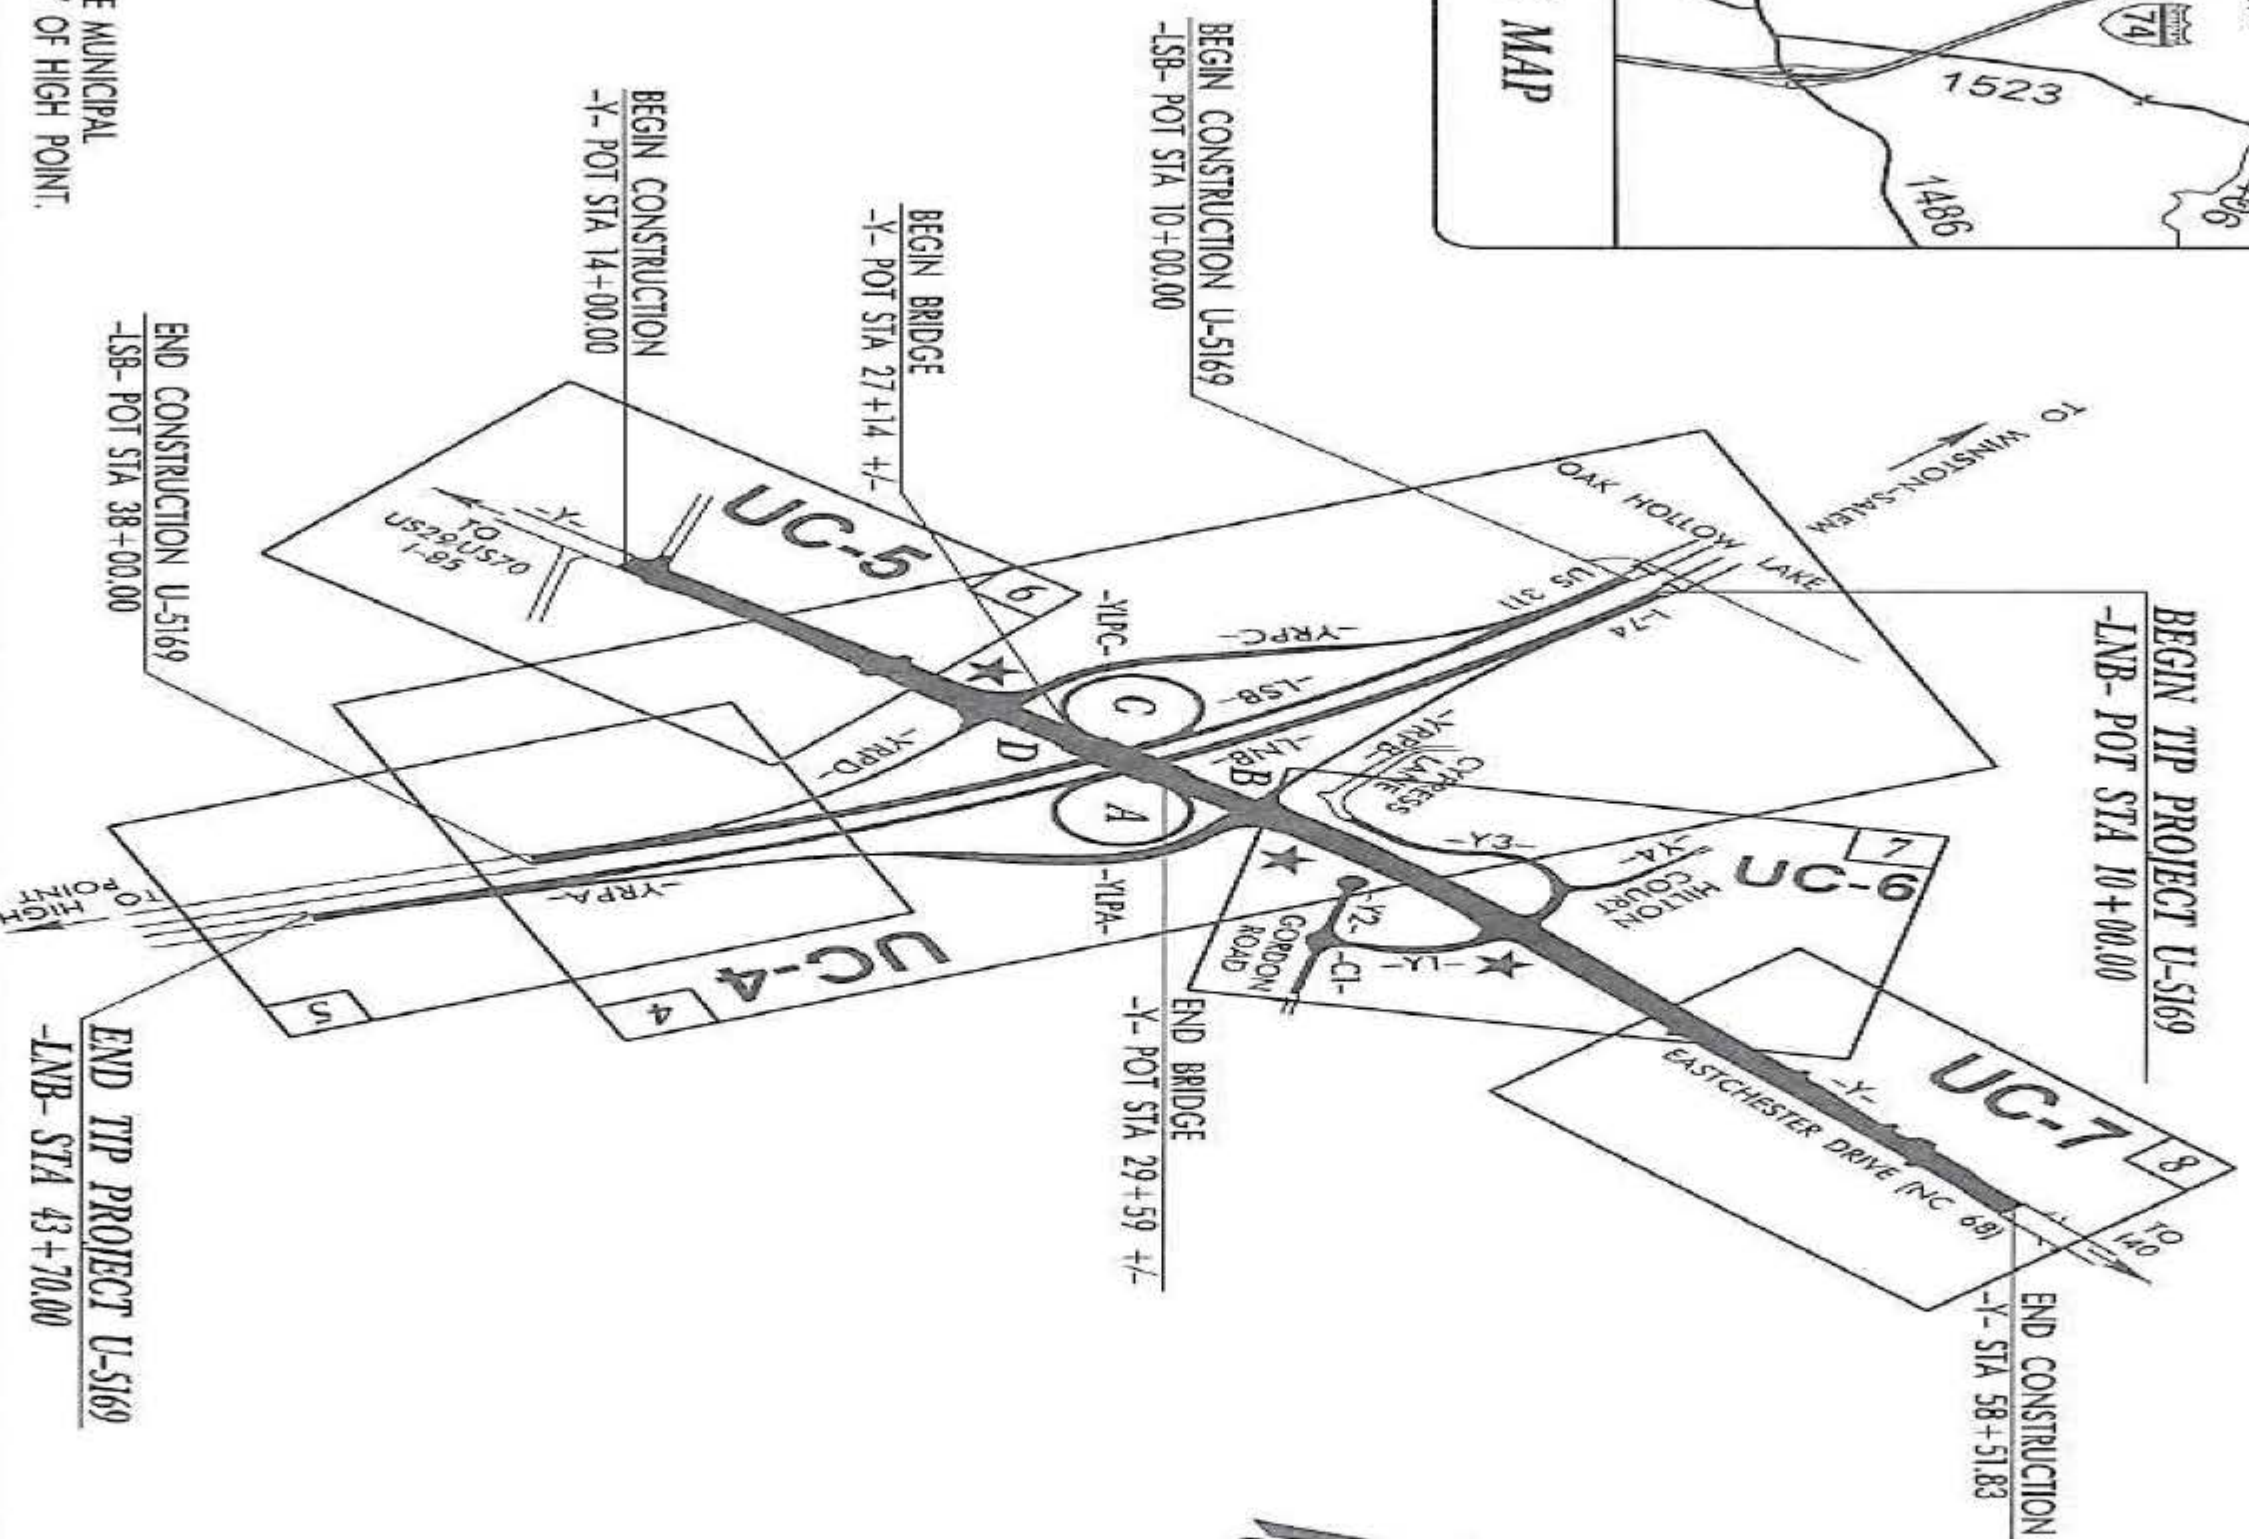 74
1523
1486
MAP
BEGIN TIP PROJECT U-5169
-LNB- POT STA 10+00.00
BEGIN CONSTRUCTION U-5169
-LSB- POT STA 10+00.00
BEGIN BRIDGE
-Y- POT STA 27+14 +/-
BEGIN CONSTRUCTION
-Y- POT STA 14+00.00
END CONSTRUCTION U-5169
-LSB- POT STA 38+00.00
MUNICIPAL
OF HIGH POINT.
TO
WINSTON-SALEM
OAK HOLLOW LAKE
US 311
I-74
-YRPC-
-YLPC-
-LSB-
-LNB-
-YRPB-
CYPRESS
LANE
C
D
B
A
-YRPD-
-YLPA-
-YRPA-
UC-5
6
-Y-
TO
US29/US70
I-85
UC-6
7
-Y3-
-Y4-
HILTON
COURT
-Y2-
GORDON
ROAD
-C1-
-Y1-
UC-4
4
5
TO
HIGH
POINT
UC-7
8
-Y-
EASTCHESTER DRIVE (NC 68)
TO
I40
END BRIDGE
-Y- POT STA 29+59 +/-
END CONSTRUCTION
-Y- STA 58+51.83
END TIP PROJECT U-5169
-LNB- STA 43+70.00